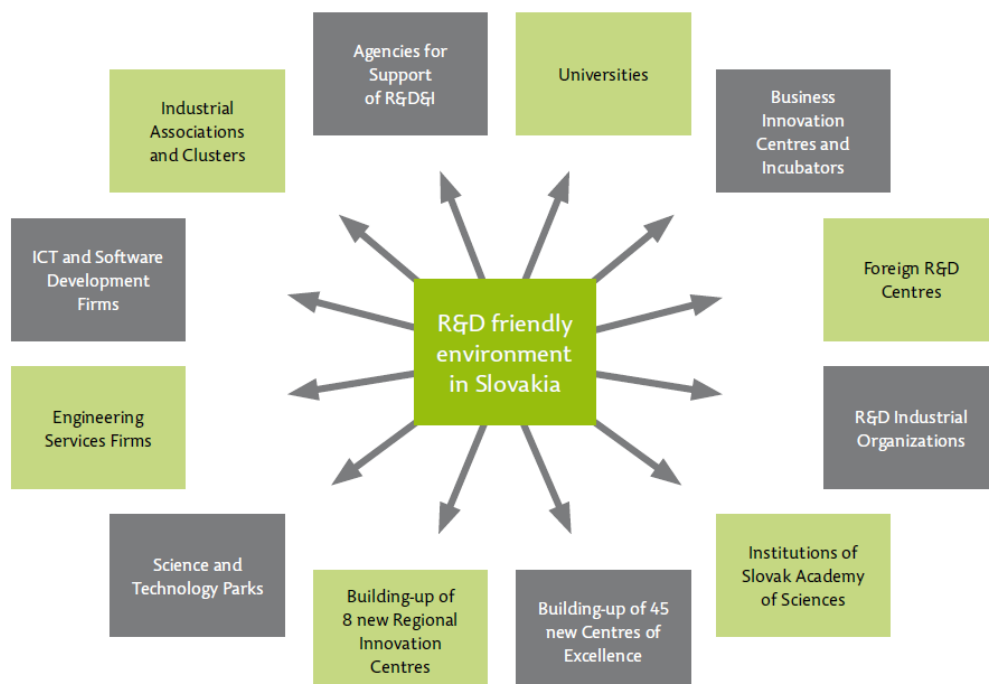 Agencies for
Support
of R&D&I
Universities
Industrial
Associations
and Clusters
Business
Innovation
Centres and
Incubators
ICT and Software
Development
Firms
Foreign R&D
Centres
R&D friendly
environment
in Slovakia
Engineering
Services Firms
R&D Industrial
Organizations
Science and
Technology Parks
Institutions of
Slovak Academy
of Sciences
Building-up of
8 new Regional
Innovation
Centres
Building-up of 45
new Centres of
Excellence